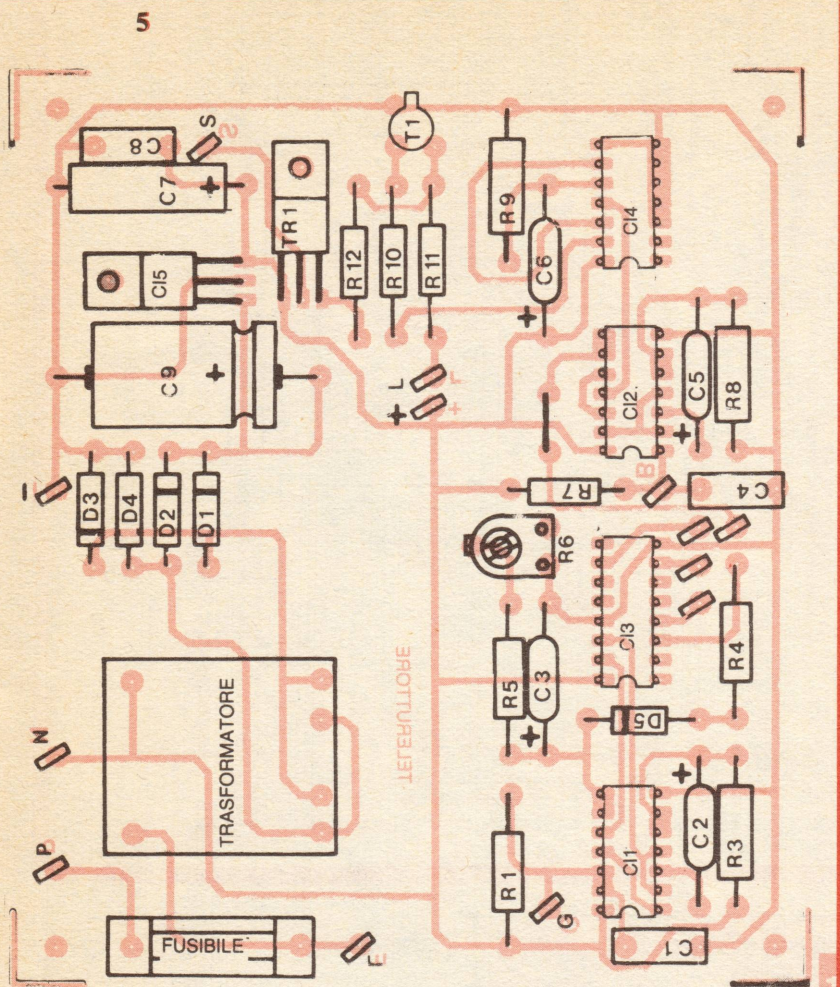 5
S
S
C8
C7
+
T1
TR1
CI5
R12
R10
R11
R9
C6
+
CI4
C9
+
L
L
+
+
CI2
C5
+
R8
I
D3
D4
D2
D1
R7
B
C4
R6
CI3
R4
R5
C3
+
D5
TRASFORMATORE
TELERUTTORE
N
P
R1
G
G
CI1
+
C2
R3
C1
FUSIBILE
F